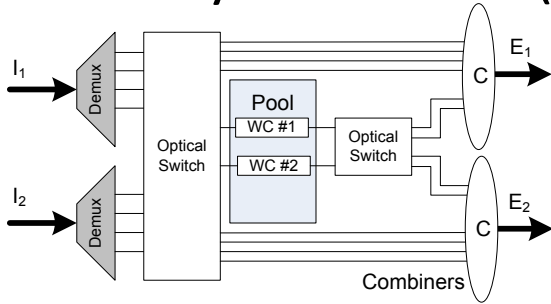 I1
Demux
Optical
Switch
Pool
WC #1
WC #2
Optical
Switch
C
E1
I2
Demux
C
E2
Combiners